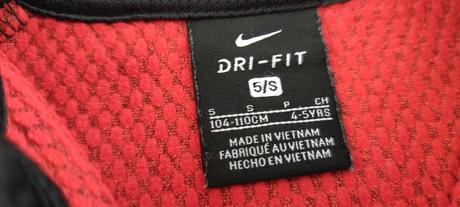 DRI-FIT
5/S
S S P CH
104-110CM 4-5YRS
MADE IN VIETNAM
FABRIQUÉ AU VIETNAM
HECHO EN VIETNAM